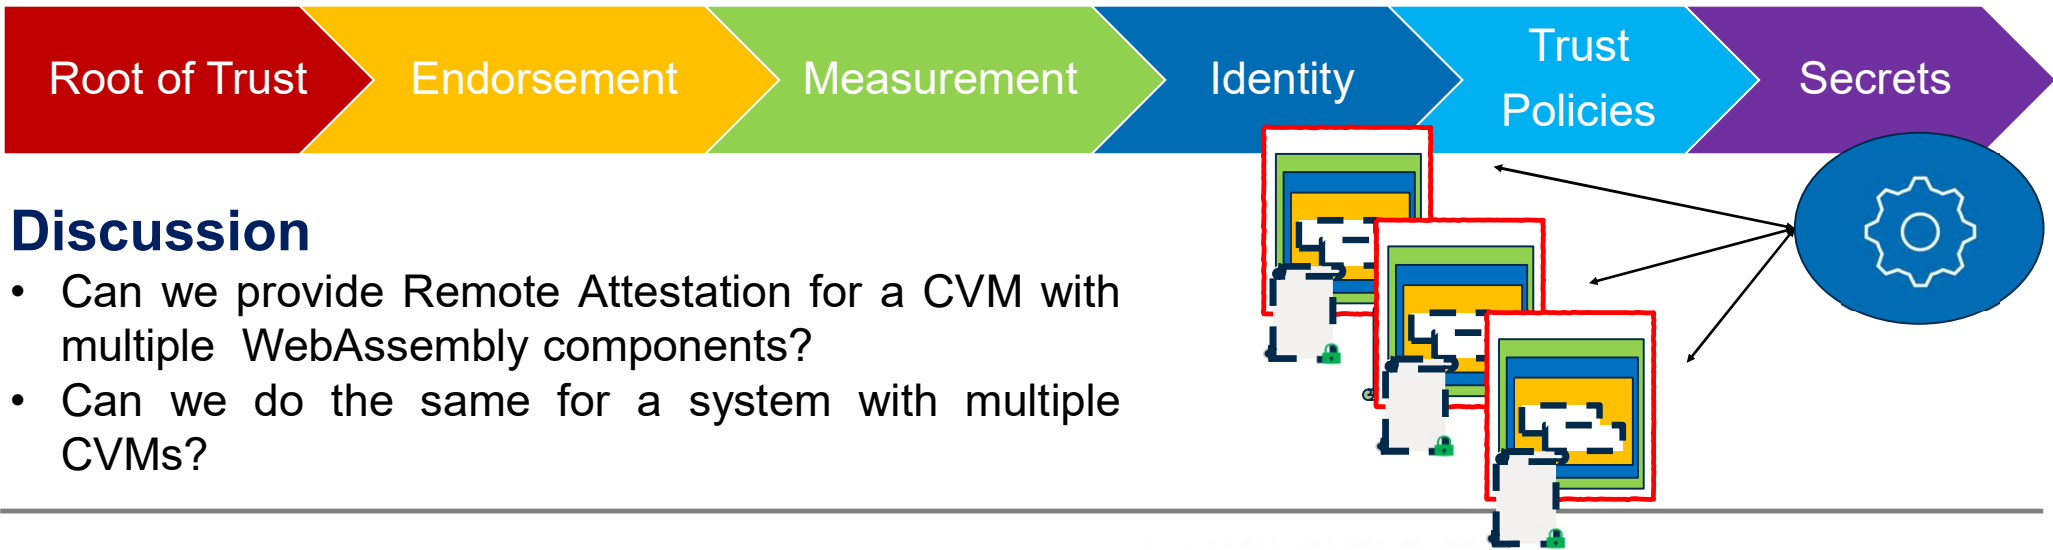 Root of Trust
Endorsement
Measurement
Identity
Trust
Policies
Secrets
Discussion
• Can we provide Remote Attestation for a CVM with
multiple WebAssembly components?
• Can we do the same for a system with multiple
CVMs?